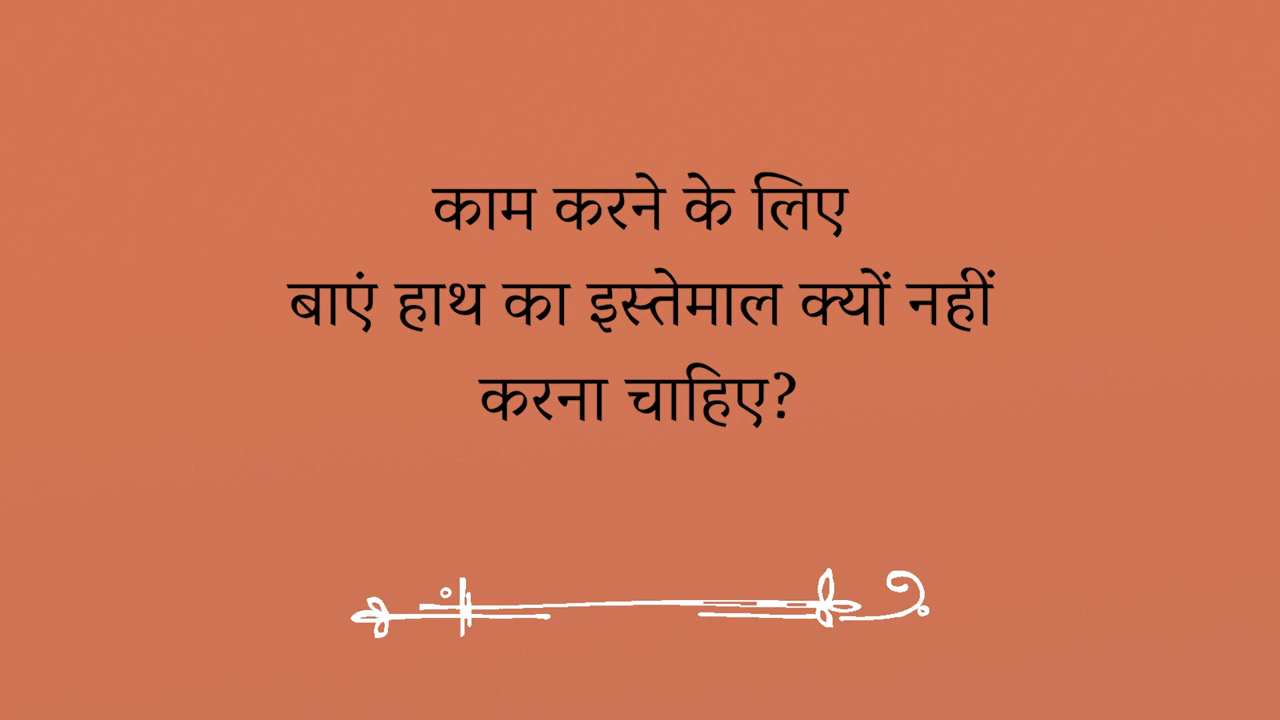 काम करने के लिए
बाएं हाथ का इस्तेमाल क्यों नहीं
करना चाहिए?